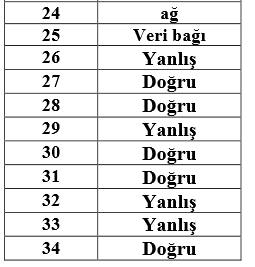 24 ağ
25 Veri bağı
26 Yanlış
27 Doğru
28 Doğru
29 Yanlış
30 Doğru
31 Doğru
32 Yanlış
33 Yanlış
34 Doğru